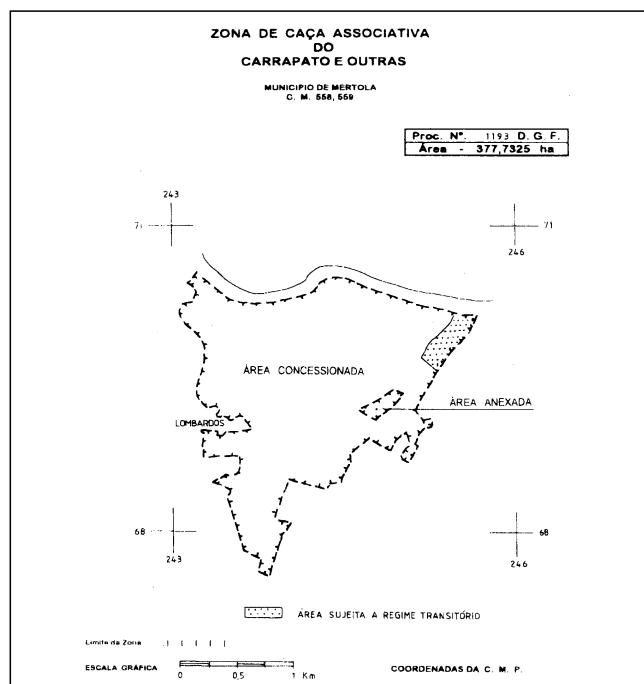 ZONA DE CAÇA ASSOCIATIVA
DO
CARRAPATO E OUTRAS
MUNICIPIO DE MERTOLA
C. M. 558, 559
Proc. Nº. 1193 D. G. F.
Área - 377,7325 ha
243
71
71
246
ÁREA CONCESSIONADA
ÁREA ANEXADA
LOMBARDOS
68
68
243
246
ÁREA SUJEITA A REGIME TRANSITÓRIO
Limite da Zona
ESCALA GRÁFICA
0 0,5 1 Km
COORDENADAS DA C. M. P.